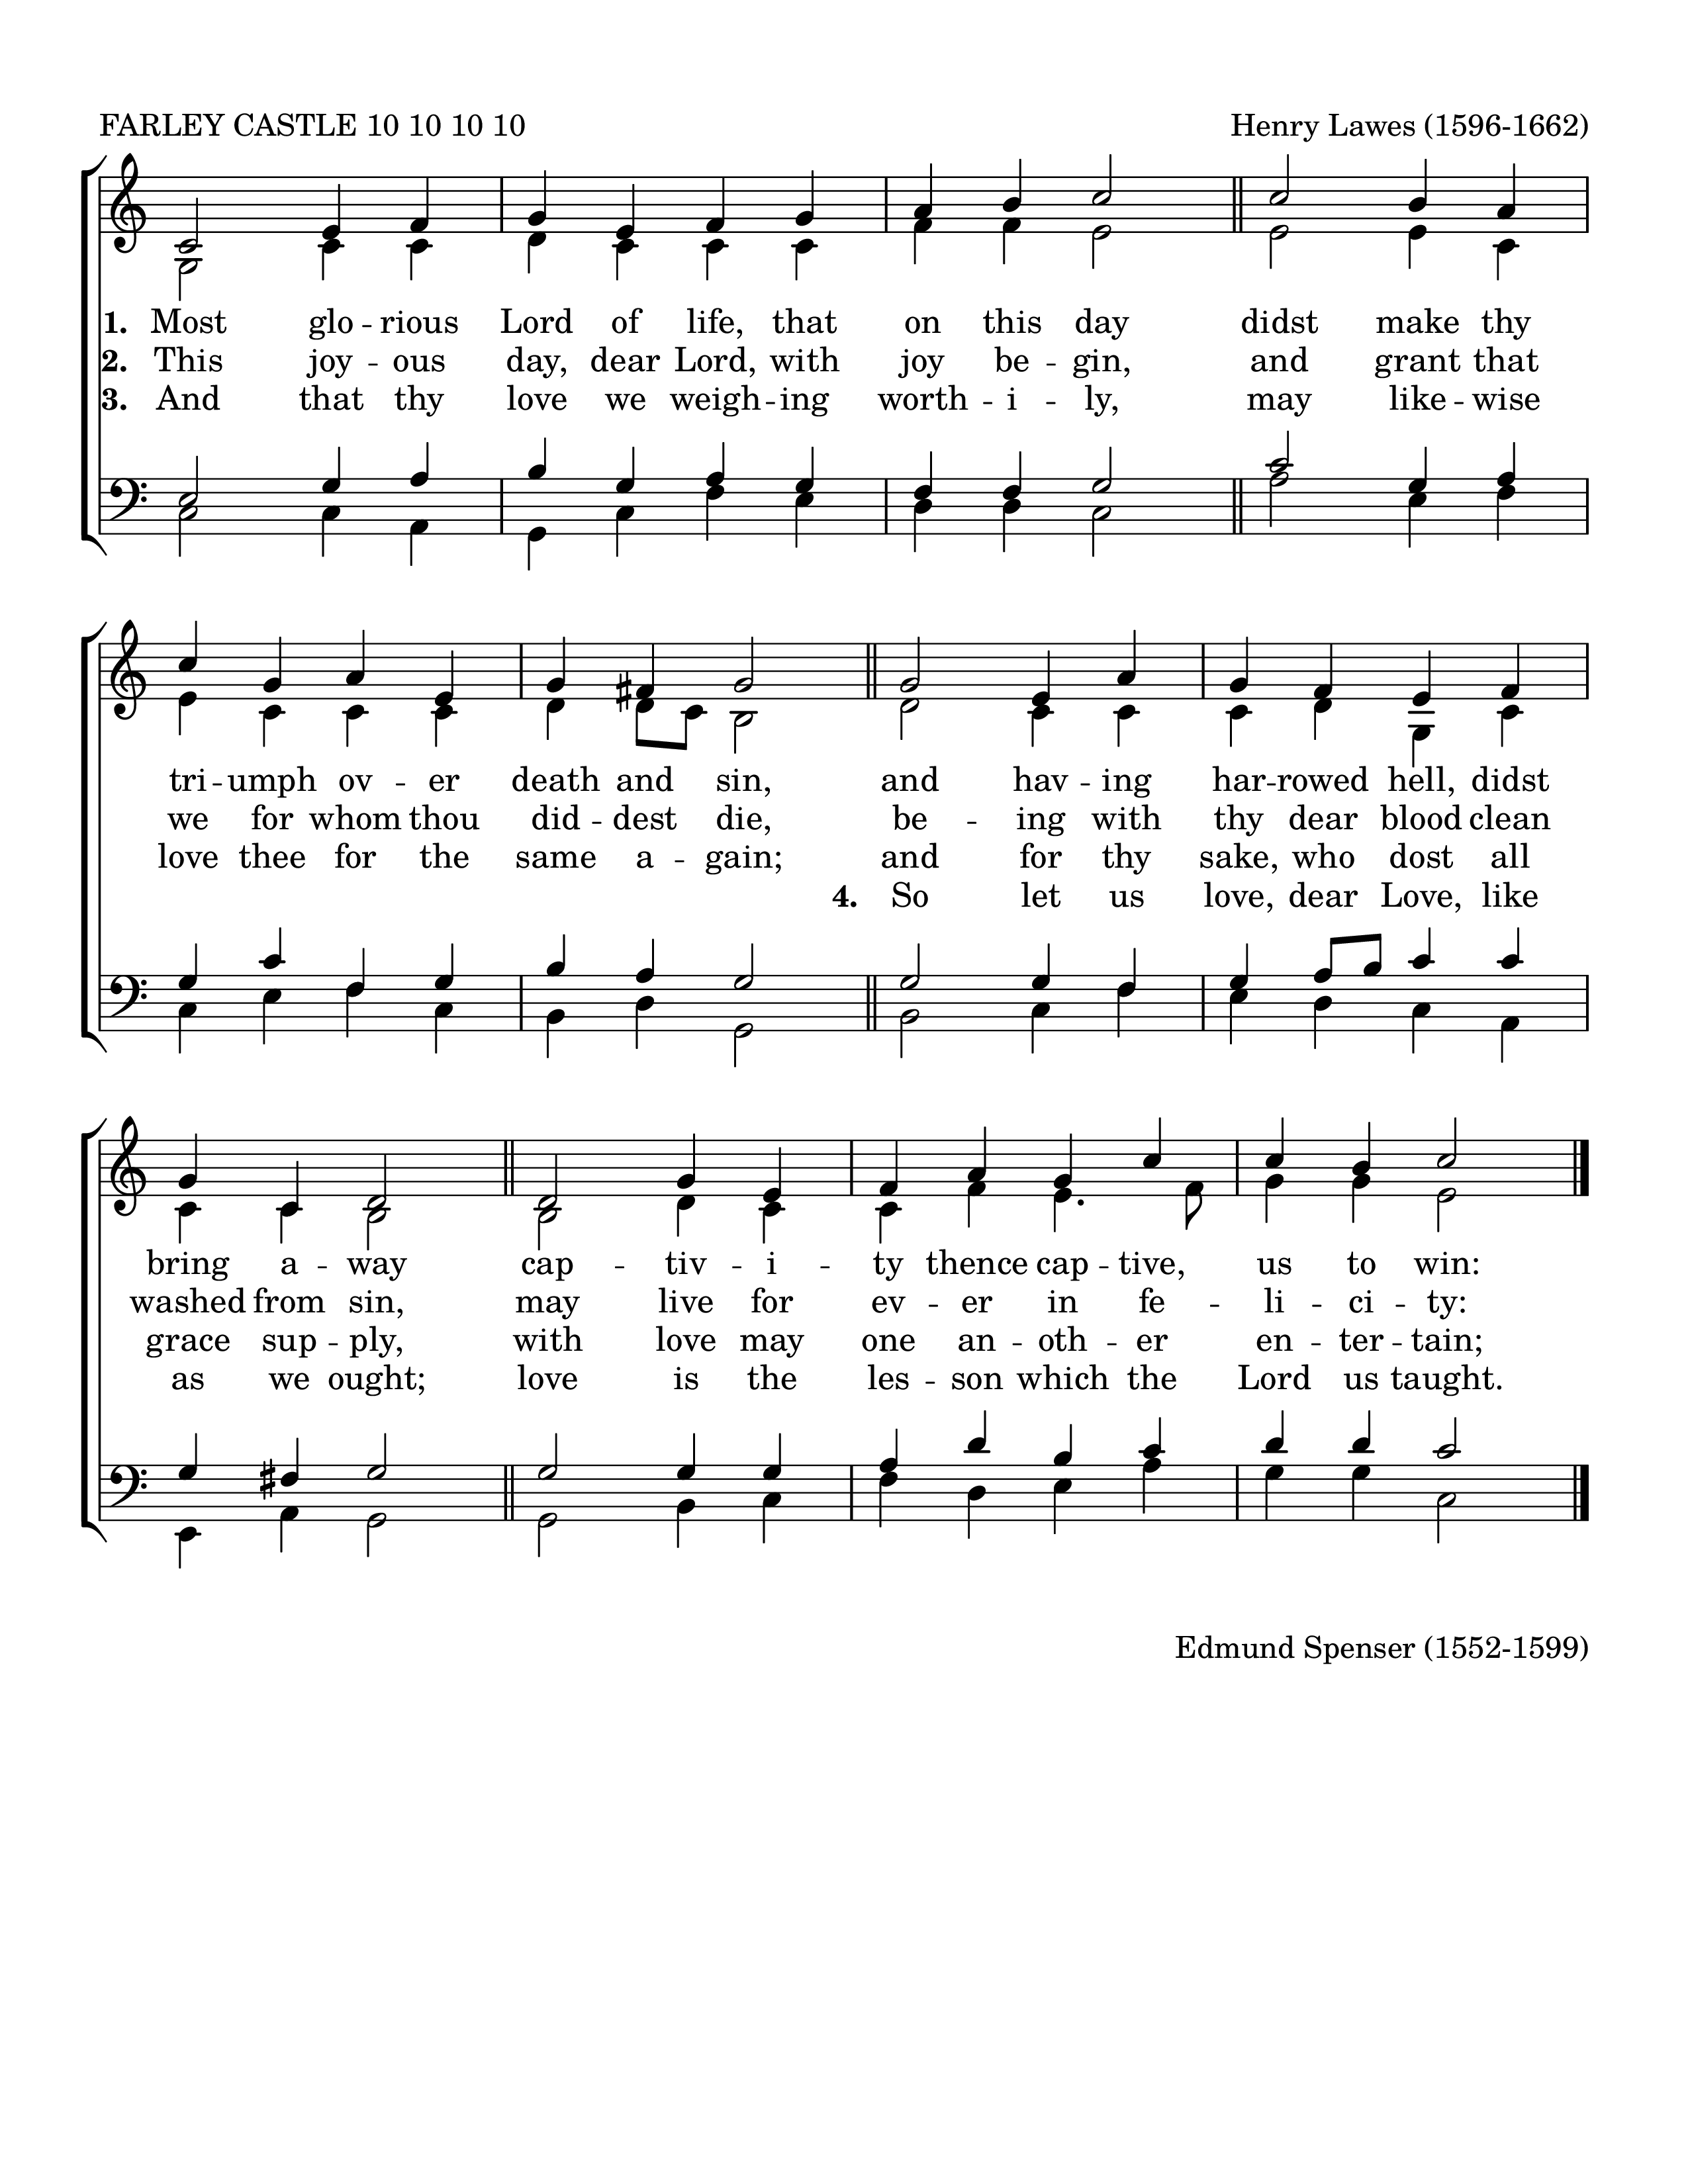 FARLEY CASTLE 10 10 10 10 Henry Lawes (1596-1662)
1. Most glo -- rious Lord of life, that on this day didst make thy
2. This joy -- ous day, dear Lord, with joy be -- gin, and grant that
3. And that thy love we weigh -- ing worth -- i -- ly, may like -- wise
tri -- umph ov -- er death and sin, and hav -- ing har -- rowed hell, didst
we for whom thou did -- dest die, be -- ing with thy dear blood clean
love thee for the same a -- gain; and for thy sake, who dost all
4. So let us love, dear Love, like
bring a -- way cap -- tiv -- i -- ty thence cap -- tive, us to win:
washed from sin, may live for ev -- er in fe -- li -- ci -- ty:
grace sup -- ply, with love may one an -- oth -- er en -- ter -- tain;
as we ought; love is the les -- son which the Lord us taught.
Edmund Spenser (1552-1599)